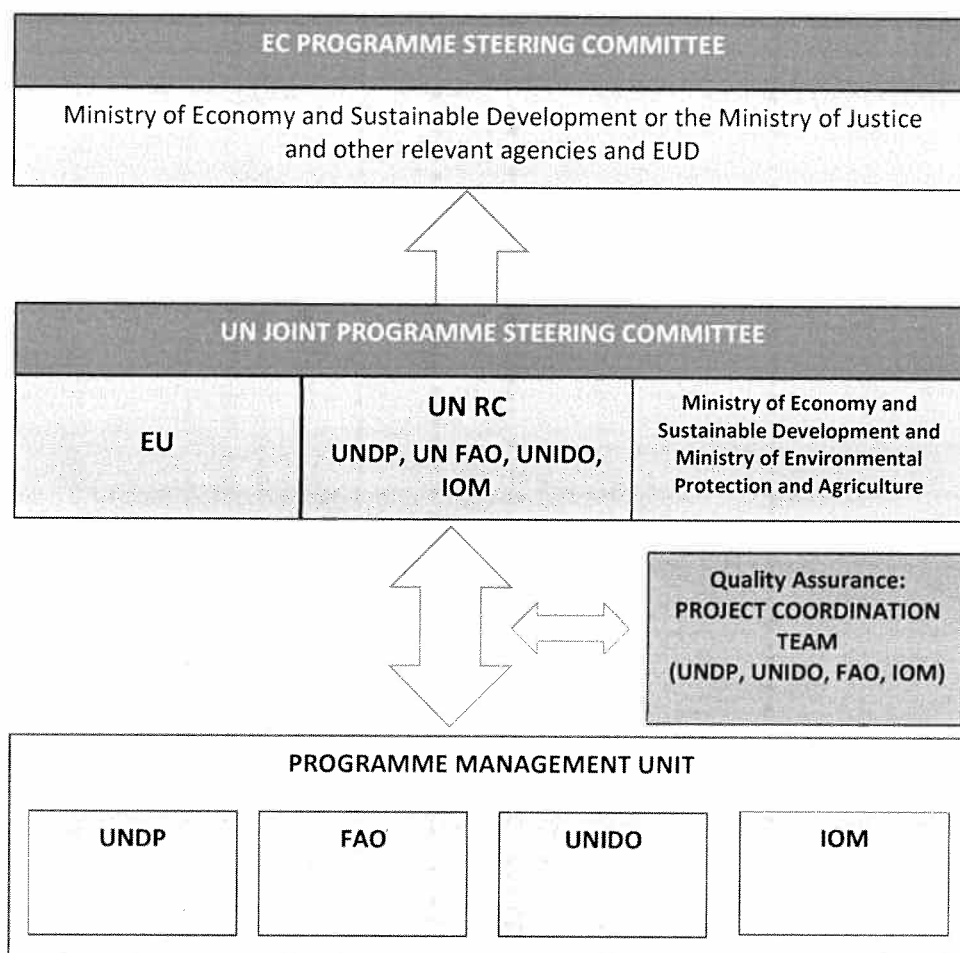 EC PROGRAMME STEERING COMMITTEE
Ministry of Economy and Sustainable Development or the Ministry of Justice
and other relevant agencies and EUD
UN JOINT PROGRAMME STEERING COMMITTEE
EU
UN RC
UNDP, UN FAO, UNIDO,
IOM
Ministry of Economy and
Sustainable Development and
Ministry of Environmental
Protection and Agriculture
Quality Assurance:
PROJECT COORDINATION
TEAM
(UNDP, UNIDO, FAO, IOM)
PROGRAMME MANAGEMENT UNIT
UNDP
FAO
UNIDO
IOM